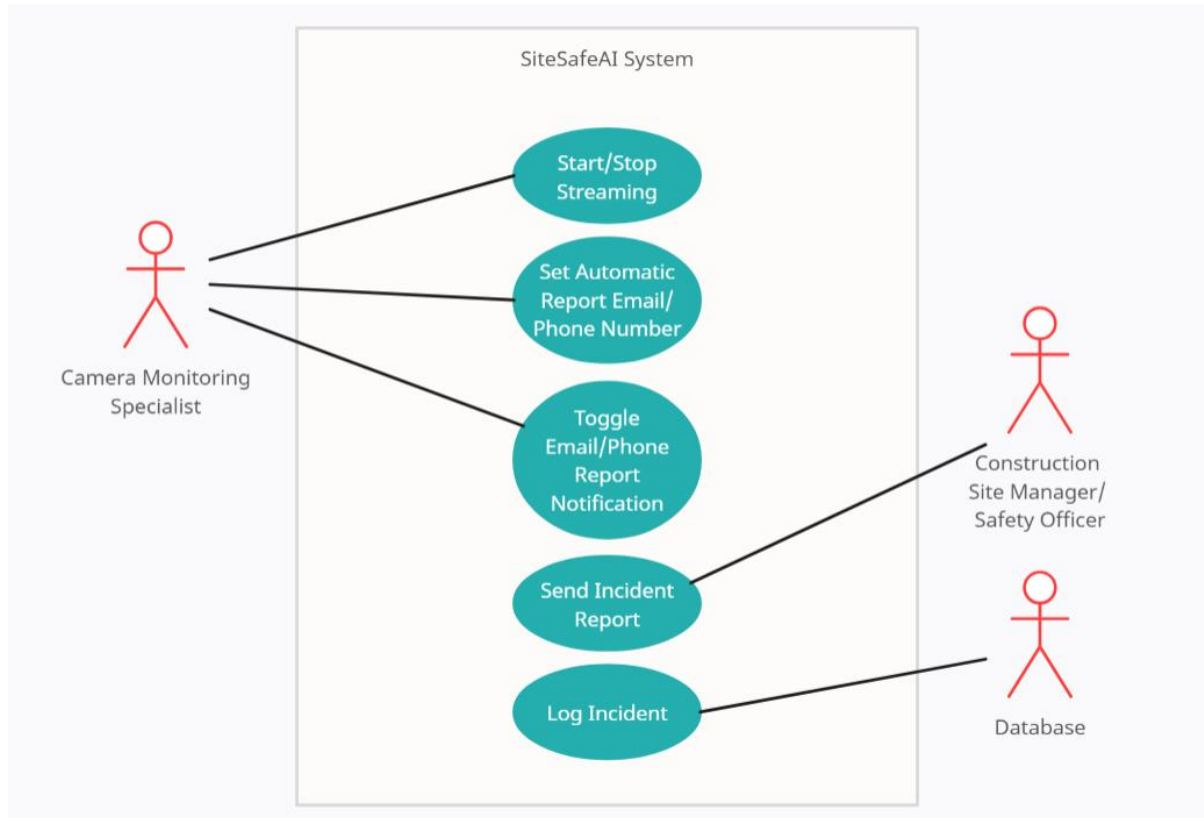 SiteSafeAI System
Start/Stop
Streaming
Set Automatic
Report Email/
Phone Number
Camera Monitoring
Specialist
Toggle
Email/Phone
Report
Notification
Construction
Site Manager/
Safety Officer
Send Incident
Report
Log Incident
Database